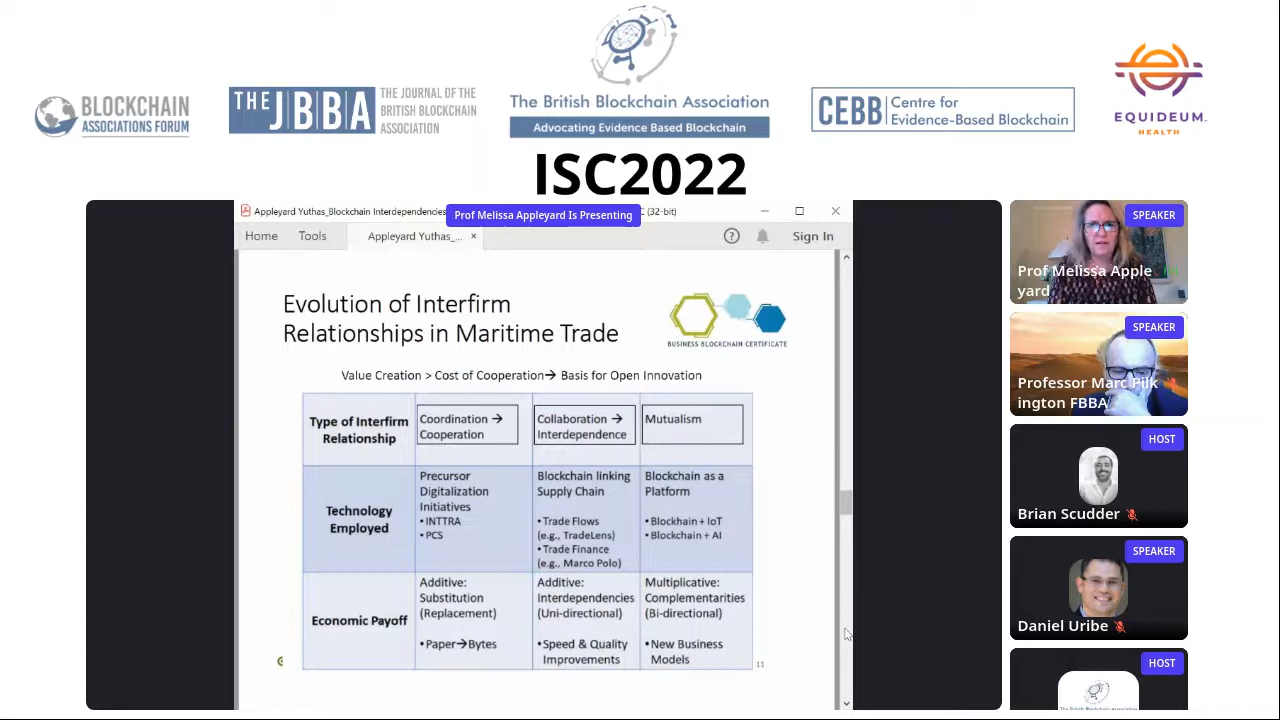 BLOCKCHAIN
ASSOCIATIONS FORUM
THE JBBA
THE JOURNAL OF THE
BRITISH BLOCKCHAIN
ASSOCIATION
The British Blockchain Association
Advocating Evidence Based Blockchain
CEBB
Centre for
Evidence-Based Blockchain
EQUIDEUM
HEALTH
ISC2022
Appleyard Yuthas_Blockchain Interdependencies
Prof Melissa Appleyard Is Presenting
C (32-bit)
Home
Tools
Appleyard Yuthas_... ×
Sign In
Evolution of Interfirm
Relationships in Maritime Trade
BUSINESS BLOCKCHAIN CERTIFICATE
Value Creation > Cost of Cooperation→ Basis for Open Innovation
Type of Interfirm
Relationship
Coordination →
Cooperation
Collaboration →
Interdependence
Mutualism
Technology
Employed
Precursor
Digitalization
Initiatives
•INTTRA
•PCS
Blockchain linking
Supply Chain
•Trade Flows
(e.g., TradeLens)
•Trade Finance
(e.g., Marco Polo)
Blockchain as a
Platform
•Blockhain + IoT
•Blockchain + AI
Economic Payoff
Additive:
Substitution
(Replacement)
Paper→Bytes
Additive:
Interdependencies
(Uni-directional)
•Speed & Quality
Improvements
Multiplicative:
Complementarities
(Bi-directional)
•New Business
Models
11
SPEAKER
Prof Melissa Apple
yard
SPEAKER
Professor Marc Pilk
ington FBBA
HOST
Brian Scudder
SPEAKER
Daniel Uribe
HOST
The British Blockchain Association